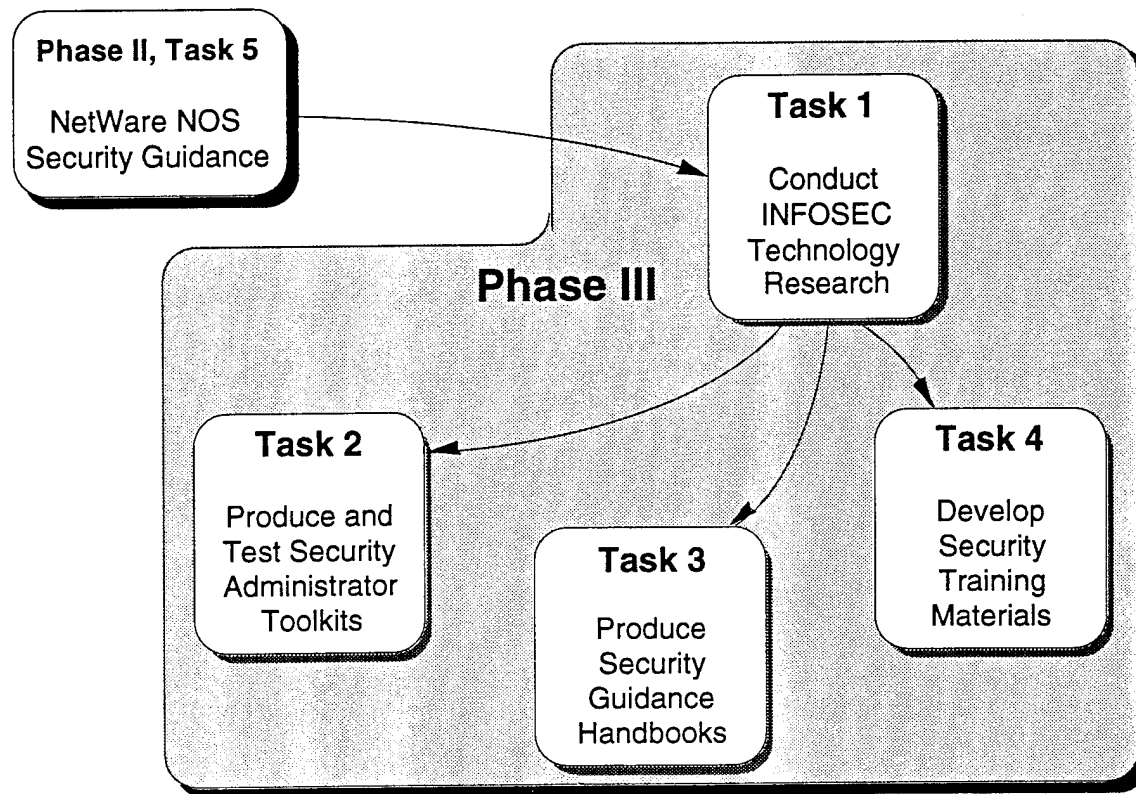 Phase II, Task 5
NetWare NOS
Security Guidance
Task 1
Conduct
INFOSEC
Technology
Research
Phase III
Task 2
Produce and
Test Security
Administrator
Toolkits
Task 3
Produce
Security
Guidance
Handbooks
Task 4
Develop
Security
Training
Materials